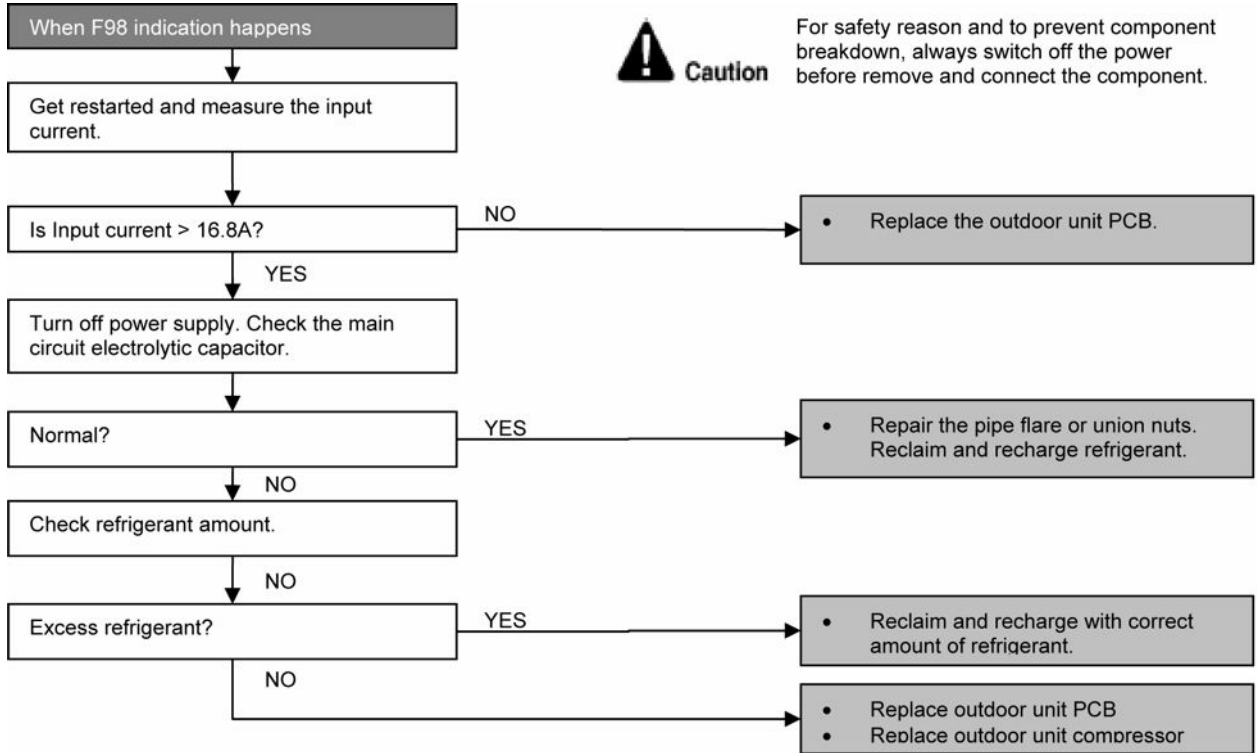 When F98 indication happens
For safety reason and to prevent component
breakdown, always switch off the power
before remove and connect the component.
Caution
Get restarted and measure the input
current.
Is Input current > 16.8A?
NO
• Replace the outdoor unit PCB.
YES
Turn off power supply. Check the main
circuit electrolytic capacitor.
Normal?
YES
• Repair the pipe flare or union nuts.
Reclaim and recharge refrigerant.
NO
Check refrigerant amount.
NO
Excess refrigerant?
YES
• Reclaim and recharge with correct
amount of refrigerant.
NO
• Replace outdoor unit PCB
• Replace outdoor unit compressor